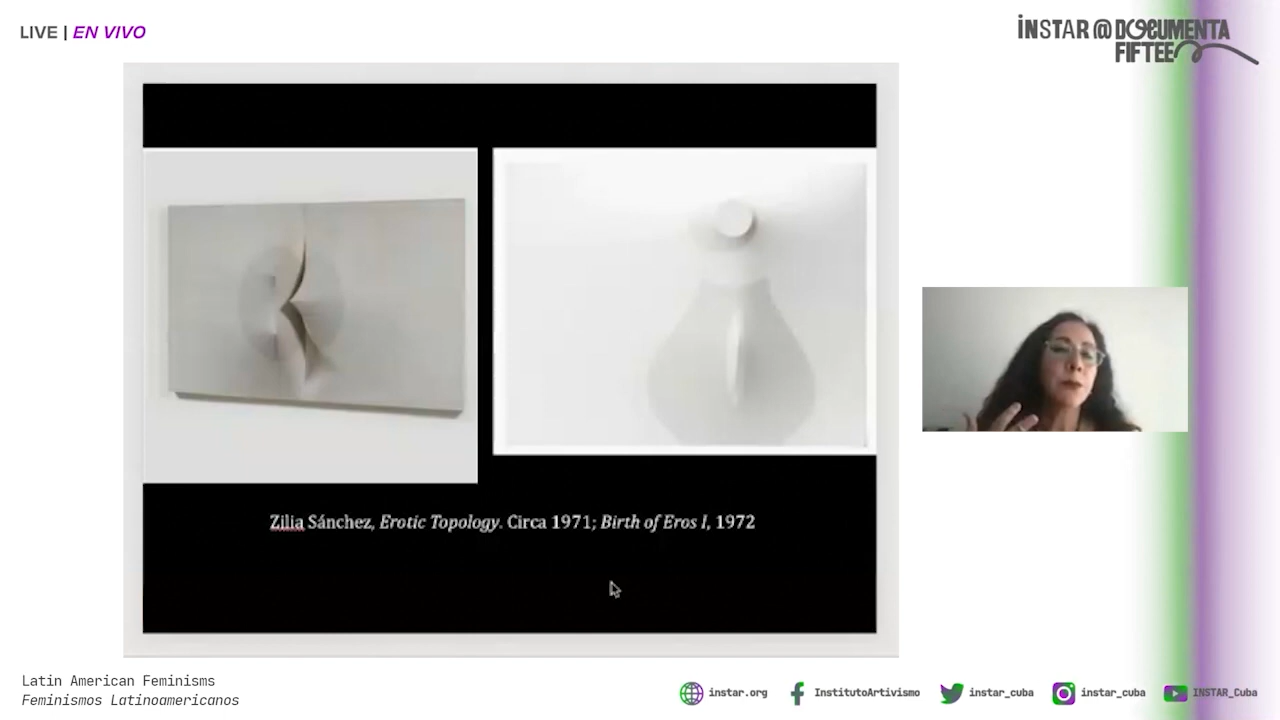 LIVE | EN VIVO
INSTAR @ DOCUMENTA
FIFTEEN
Zilia Sánchez, Erotic Topology. Circa 1971; Birth of Eros I, 1972
Latin American Feminisms
Feminismos Latinoamericanos
instar.org
InstitutoArtivismo
instar_cuba
instar_cuba
INSTAR_Cuba